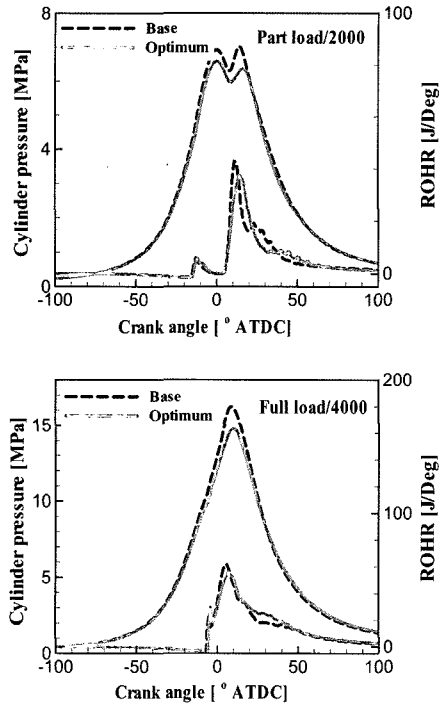 8
100
Base
Part load/2000
Optimum
Cylinder pressure [MPa]
4
ROHR [J/Deg]
0
0
-100
-50
0
50
100
Crank angle [ ° ATDC]
200
Base
Full load/4000
Optimum
15
Cylinder pressure [MPa]
10
100
ROHR [J/Deg]
5
0
0
-100
-50
0
50
100
Crank angle [ ° ATDC]